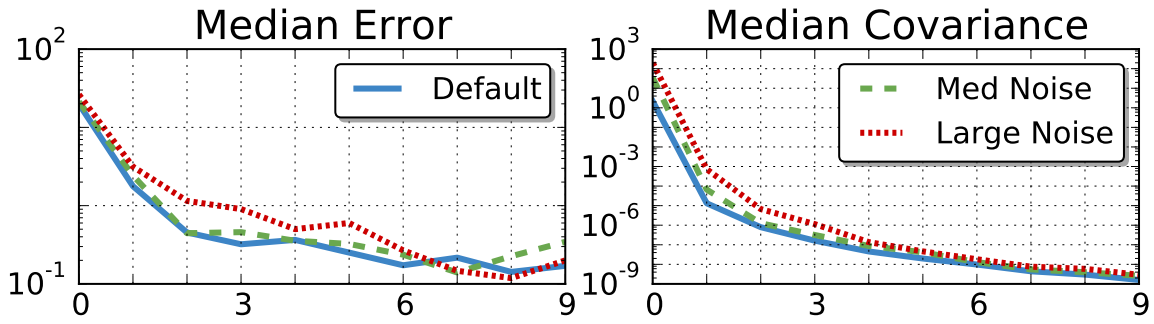 Median Error
10^2
10^-1
Default
0 3 6 9
Median Covariance
10^3
10^0
10^-3
10^-6
10^-9
Med Noise
Large Noise
0 3 6 9